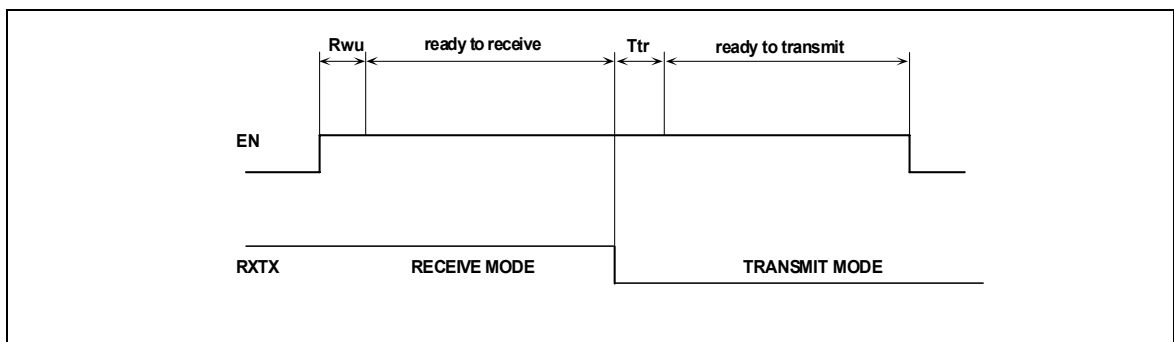 Rwu ready to receive Ttr ready to transmit
EN
RXTX RECEIVE MODE TRANSMIT MODE